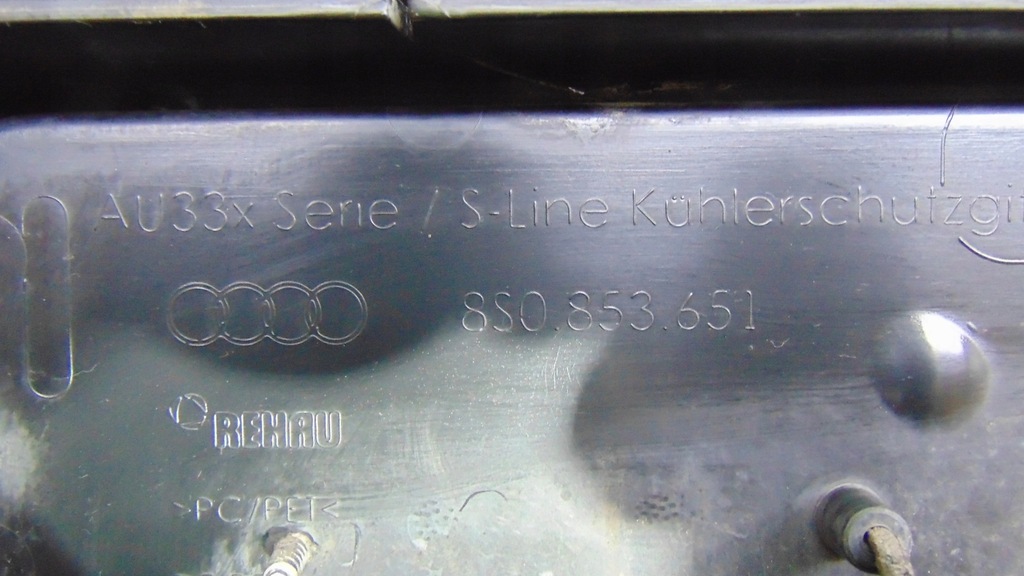 AU33x Serie / S-Line Kühlerschutzgi
8S0.853.651
REHAU
>PC/PET<